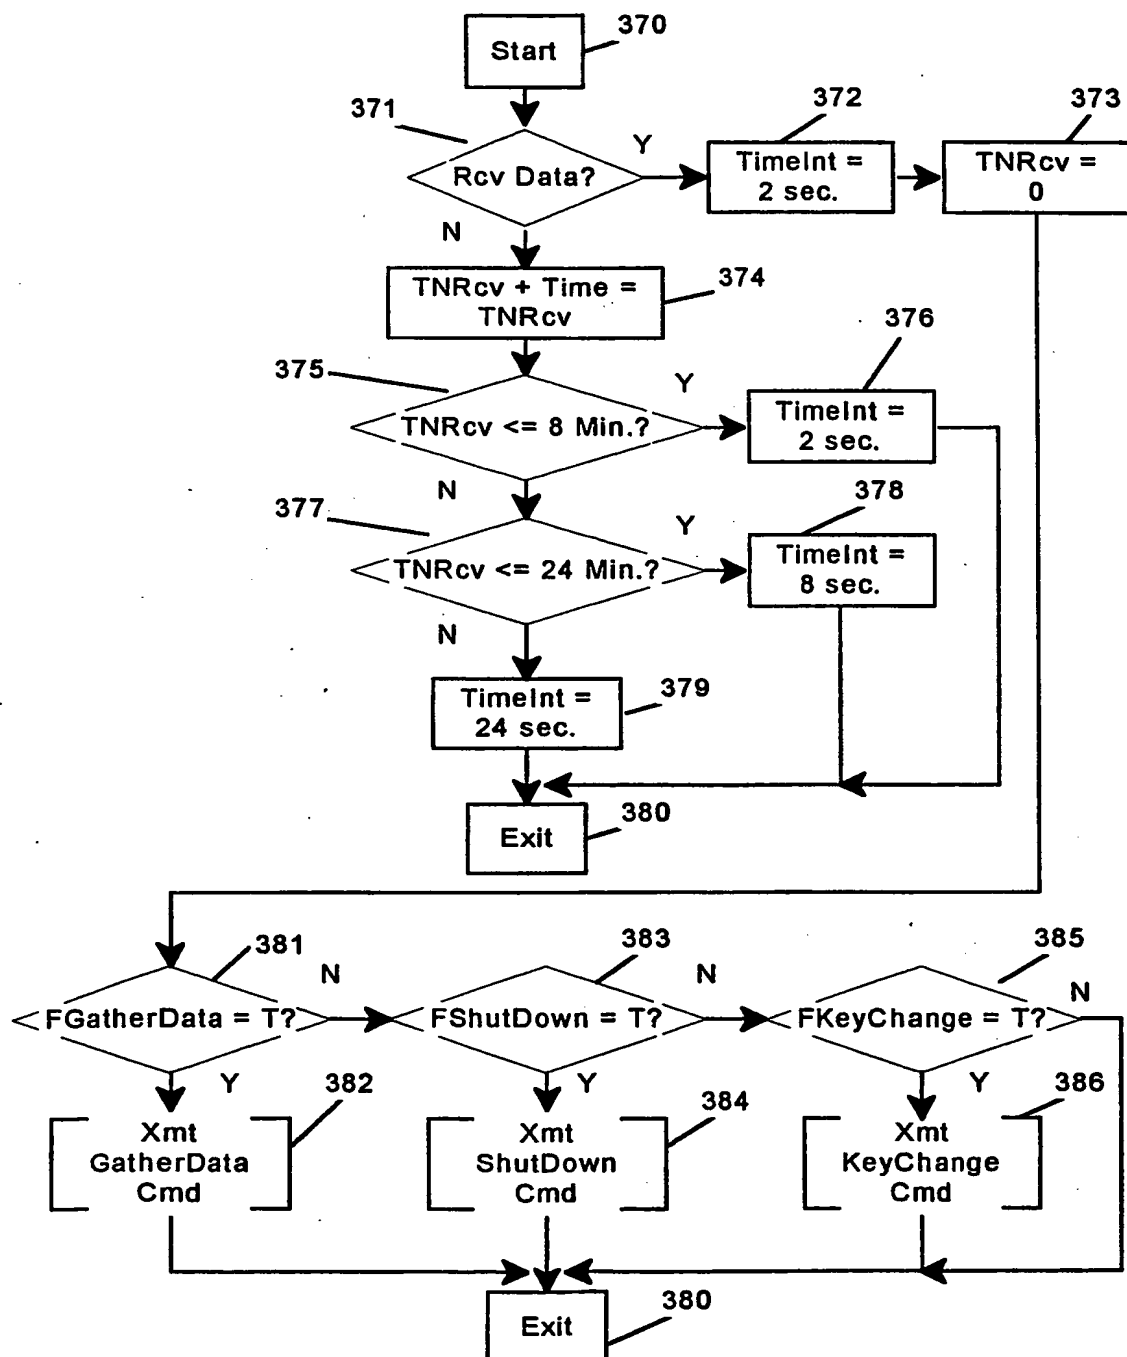 370
Start
371
372
373
Y
Rcv Data?
TimeInt =
2 sec.
TNRcv =
0
N
TNRcv + Time =
TNRcv
374
376
375
Y
TNRcv <= 8 Min.?
TimeInt =
2 sec.
N
377
378
Y
TNRcv <= 24 Min.?
TimeInt =
8 sec.
N
379
TimeInt =
24 sec.
380
Exit
381
383
385
N
N
N
FGatherData = T?
FShutDown = T?
FKeyChange = T?
Y
382
Y
384
Y
386
Xmt
GatherData
Cmd
Xmt
ShutDown
Cmd
Xmt
KeyChange
Cmd
380
Exit